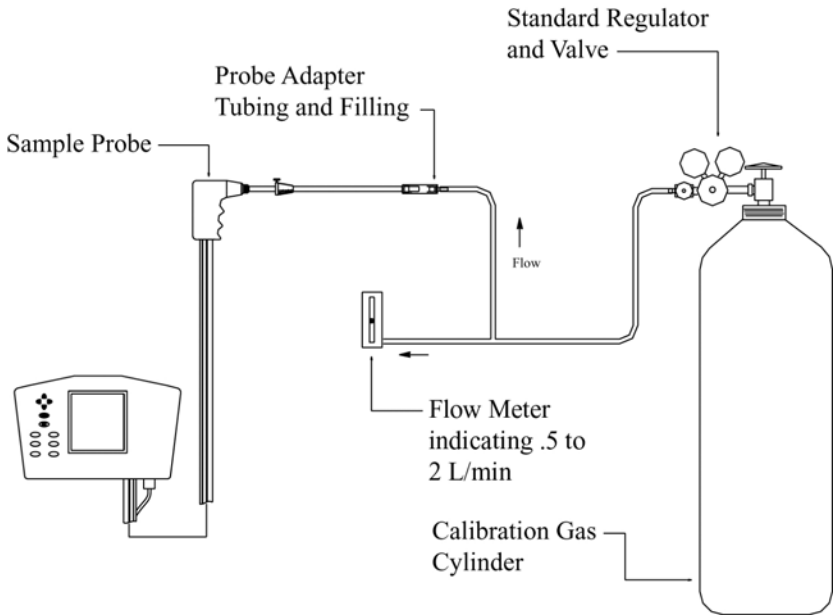 Standard Regulator
and Valve
Probe Adapter
Tubing and Filling
Sample Probe
Flow
Flow Meter
indicating .5 to
2 L/min
Calibration Gas
Cylinder